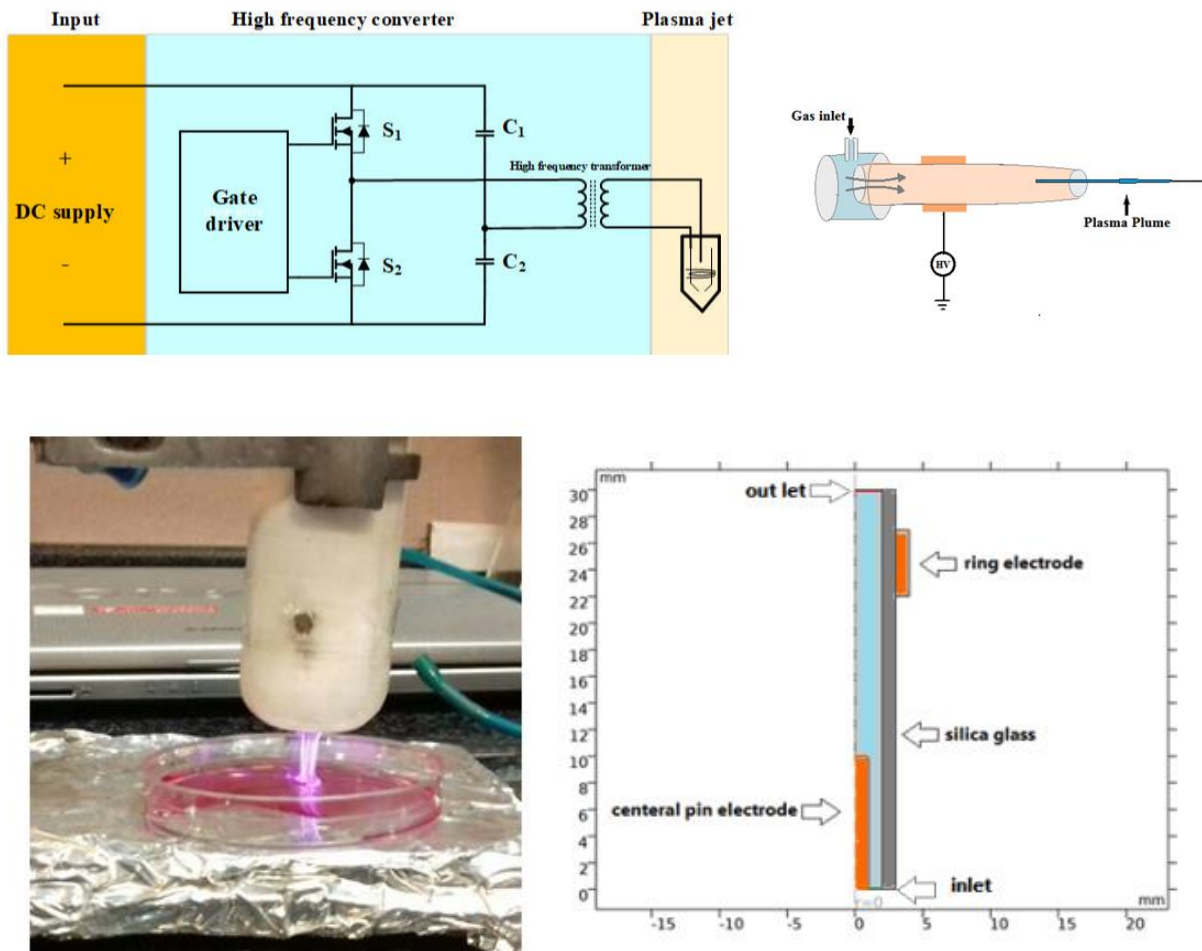 Input
High frequency converter
Plasma jet
+
DC supply
-
Gate
driver
S1
S2
C1
C2
High frequency transformer
Gas inlet
Plasma Plume
HV
mm
30
28
26
24
22
20
18
16
14
12
10
8
6
4
2
0
out let
ring electrode
silica glass
centeral pin electrode
inlet
r=0
mm
-15 -10 -5 0 5 10 15 20